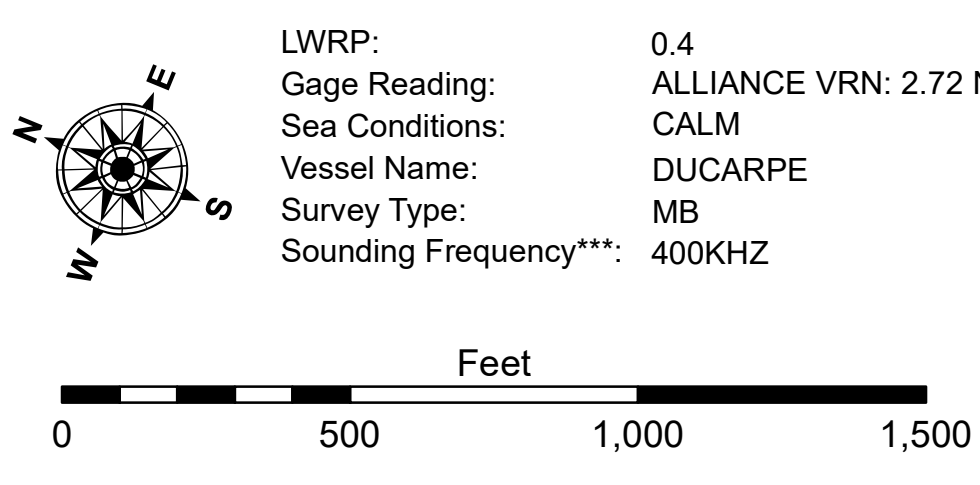 N
E
S
W
LWRP: 0.4
Gage Reading: ALLIANCE VRN: 2.72
Sea Conditions: CALM
Vessel Name: DUCARPE
Survey Type: MB
Sounding Frequency***: 400KHZ
Feet
0 500 1,000 1,500